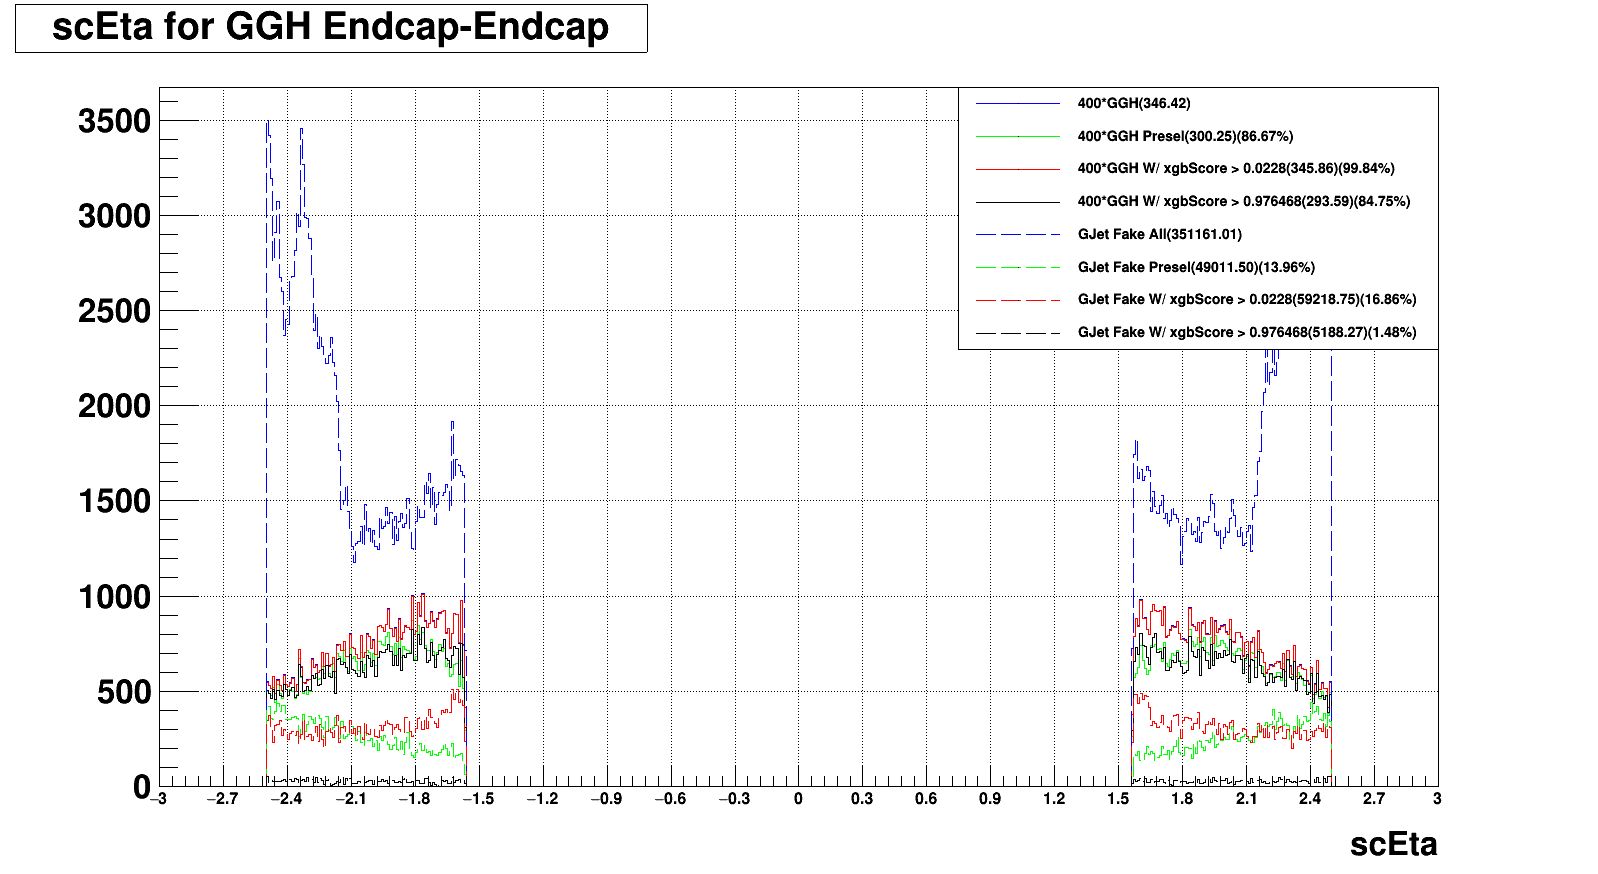 scEta for GGH Endcap-Endcap
400*GGH(346.42)
400*GGH Presel(300.25)(86.67%)
400*GGH W/ xgbScore > 0.0228(345.86)(99.84%)
400*GGH W/ xgbScore > 0.976468(293.59)(84.75%)
GJet Fake All(351161.01)
GJet Fake Presel(49011.50)(13.96%)
GJet Fake W/ xgbScore > 0.0228(59218.75)(16.86%)
GJet Fake W/ xgbScore > 0.976468(5188.27)(1.48%)
3500
3000
2500
2000
1500
1000
500
0
−3 −2.7 −2.4 −2.1 −1.8 −1.5 −1.2 −0.9 −0.6 −0.3 0 0.3 0.6 0.9 1.2 1.5 1.8 2.1 2.4 2.7 3
scEta